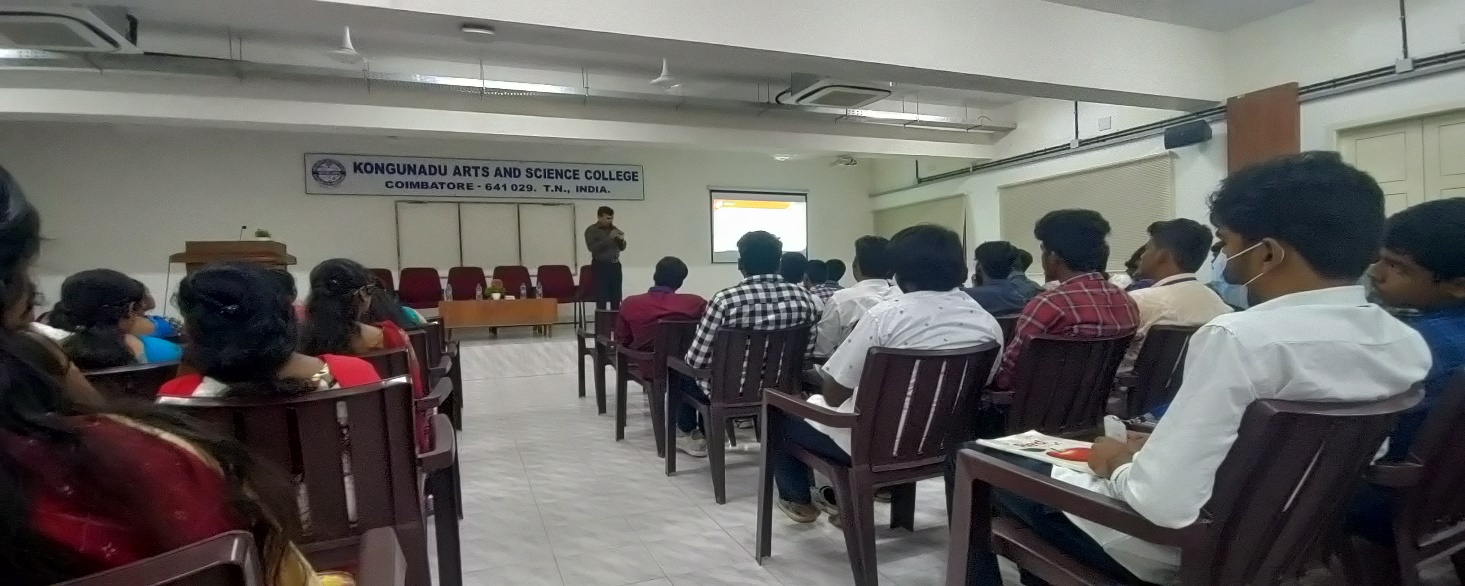 KONGUNADU ARTS AND SCIENCE COLLEGE
COIMBATORE - 641 029. T.N., INDIA.